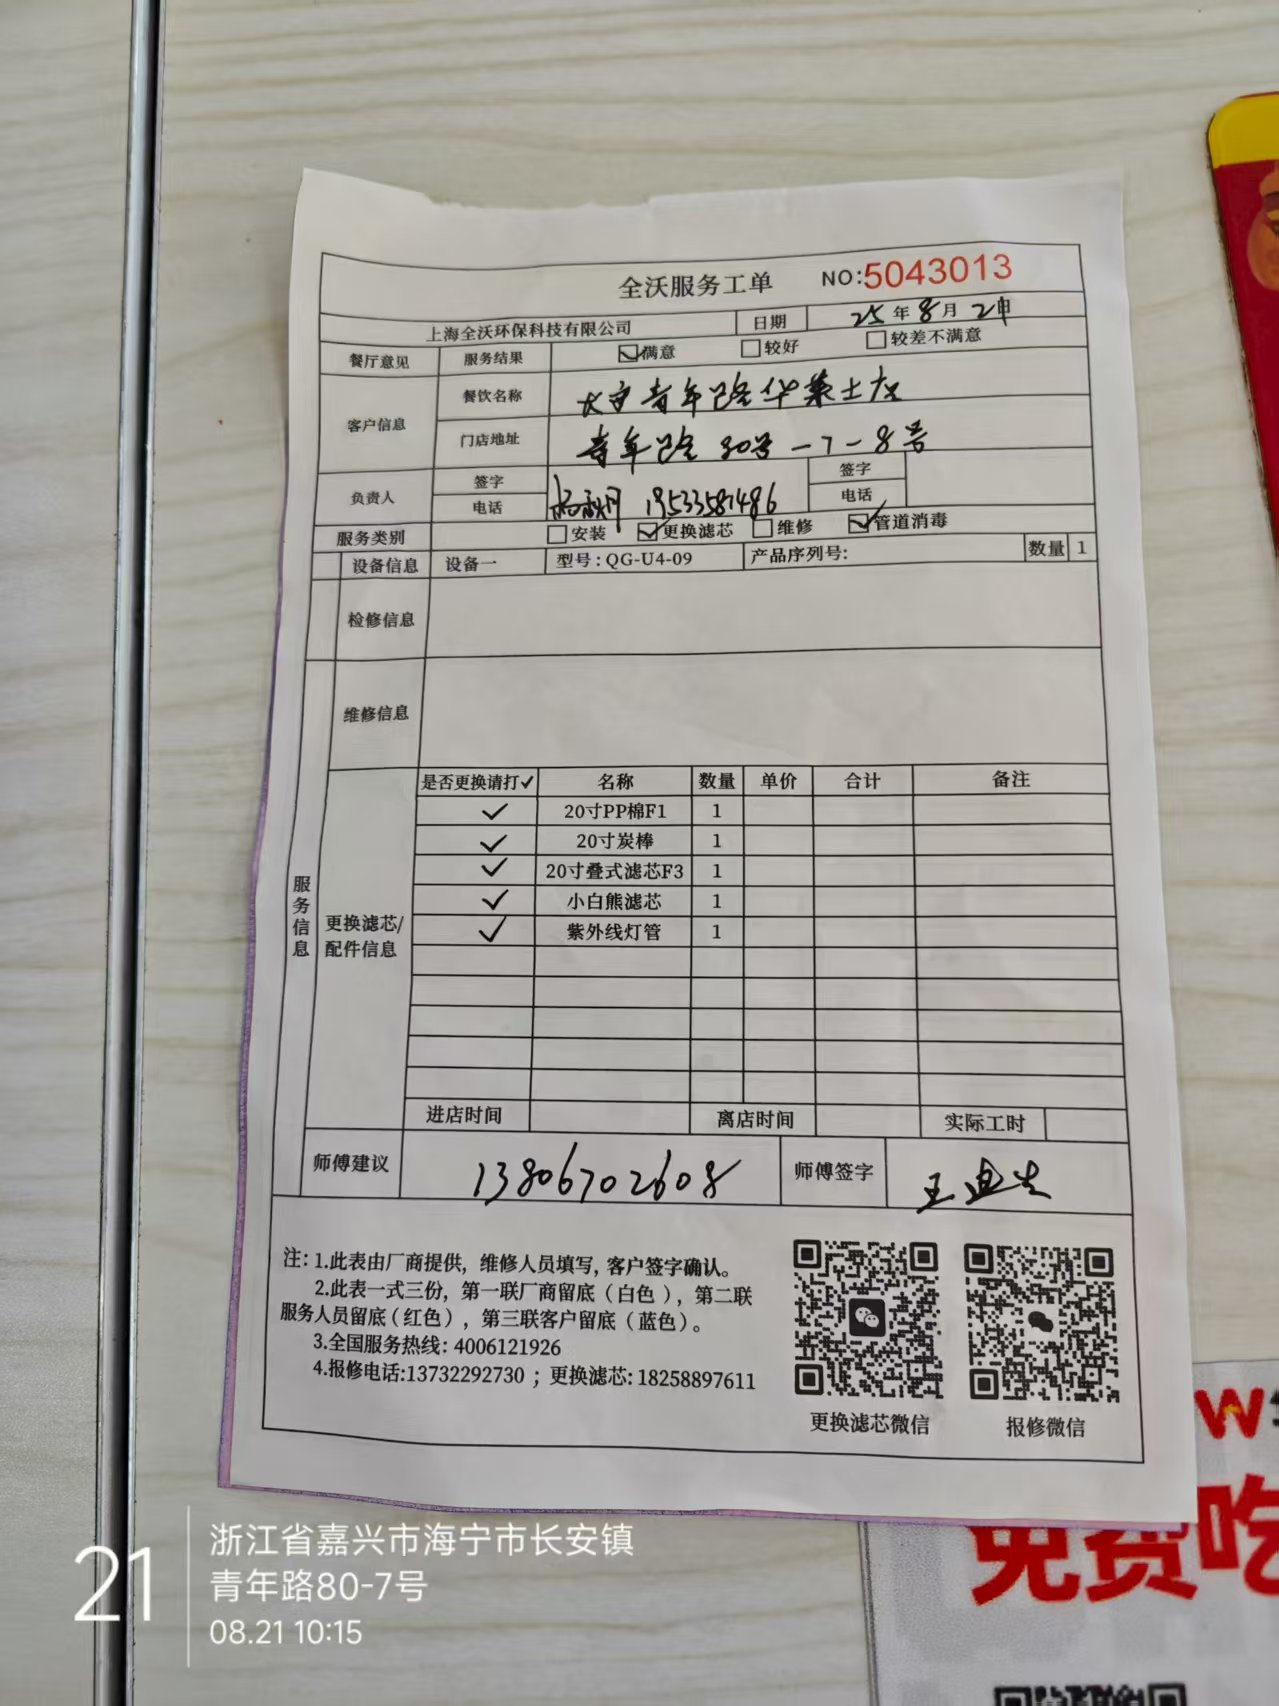 全沃服务工单 NO:5043013
上海全沃环保科技有限公司 日期 25年8月21日
餐厅意见 服务结果 ☑满意 □较好 □较差不满意
客户信息 餐饮名称 长安青年路华莱士店
门店地址 青年路80号-7-8号
负责人 签字 签字
电话 19533581486 电话
服务类别 □安装 ☑更换滤芯 □维修 ☑管道消毒
设备信息 设备一 型号:QG-U4-09 产品序列号: 数量 1
检修信息
维修信息
服务信息
更换滤芯/配件信息
是否更换请打✓ 名称 数量 单价 合计 备注
✓ 20寸PP棉F1 1
✓ 20寸炭棒 1
✓ 20寸叠式滤芯F3 1
✓ 小白熊滤芯 1
✓ 紫外线灯管 1
进店时间 离店时间 实际工时
师傅建议 13806702608 师傅签字 王
注:1.此表由厂商提供,维修人员填写,客户签字确认。
2.此表一式三份,第一联厂商留底(白色),第二联
服务人员留底(红色),第三联客户留底(蓝色)。
3.全国服务热线:4006121926
4.报修电话:13732292730;更换滤芯:18258897611
更换滤芯微信 报修微信
W
免费吃
21
浙江省嘉兴市海宁市长安镇
青年路80-7号
08.21 10:15